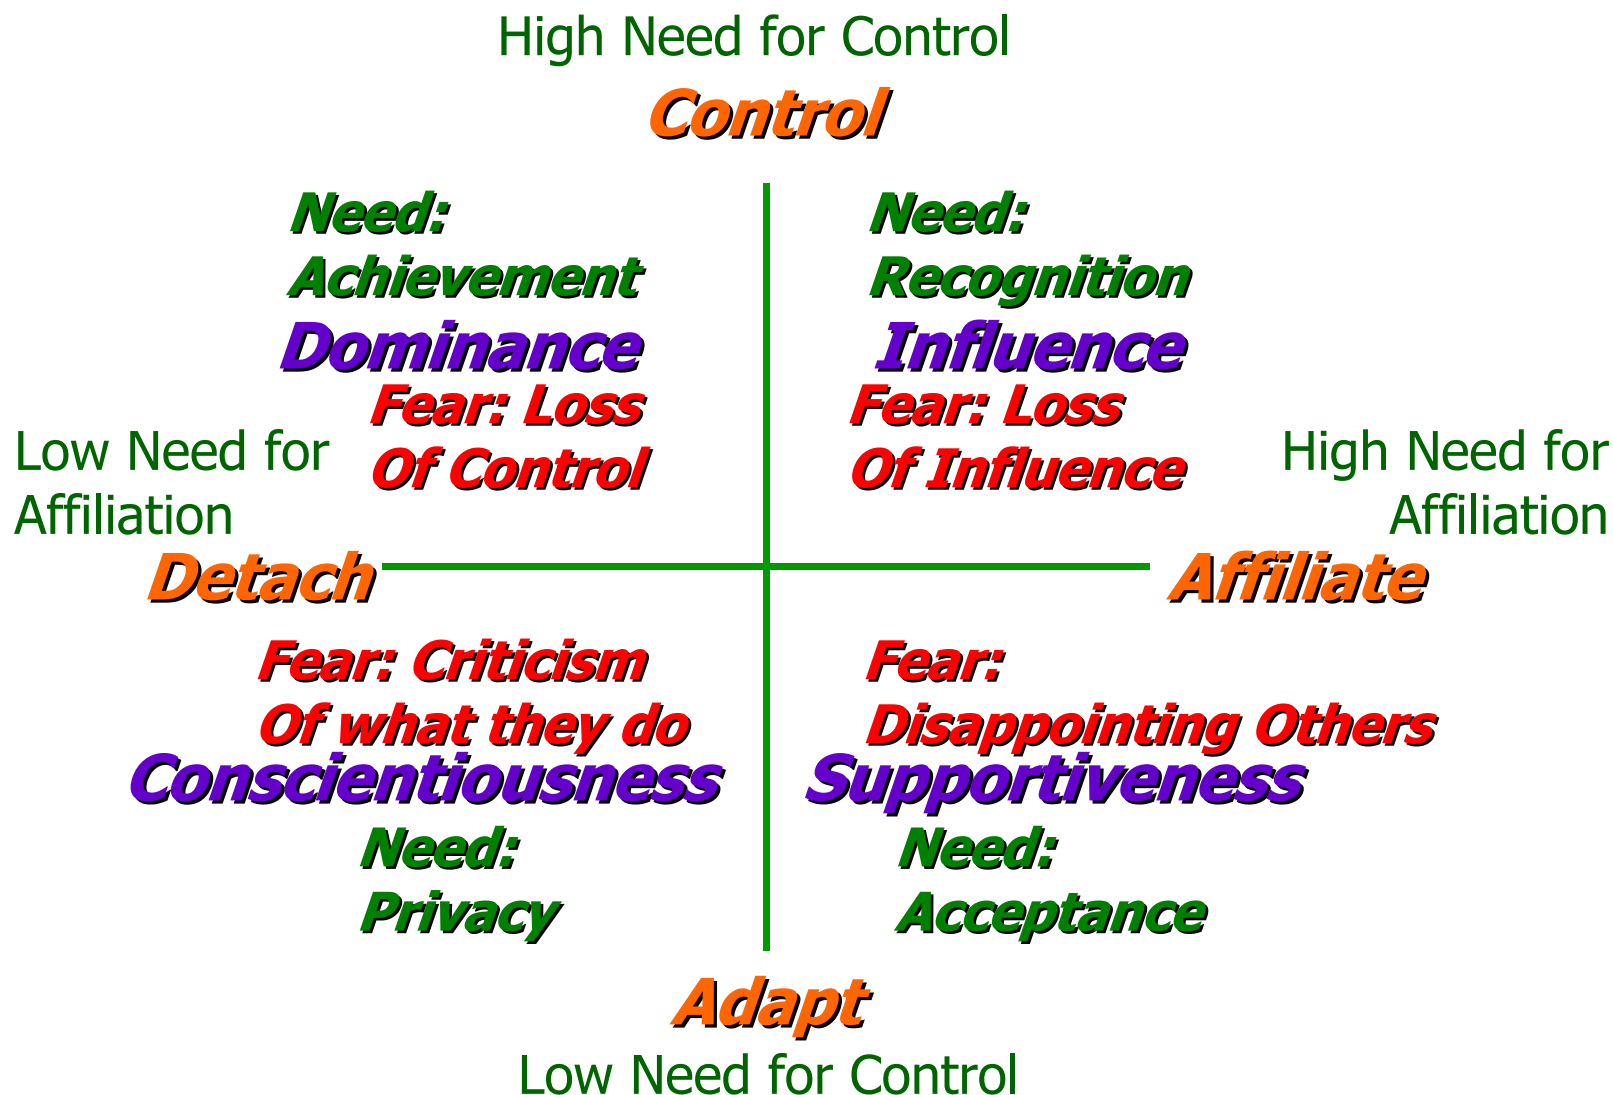 High Need for Control
Control
Need:
Achievement
Dominance
Fear: Loss
Of Control
Need:
Recognition
Influence
Fear: Loss
Of Influence
Low Need for
Affiliation
Detach
High Need for
Affiliation
Affiliate
Fear: Criticism
Of what they do
Conscientiousness
Need:
Privacy
Fear:
Disappointing Others
Supportiveness
Need:
Acceptance
Adapt
Low Need for Control